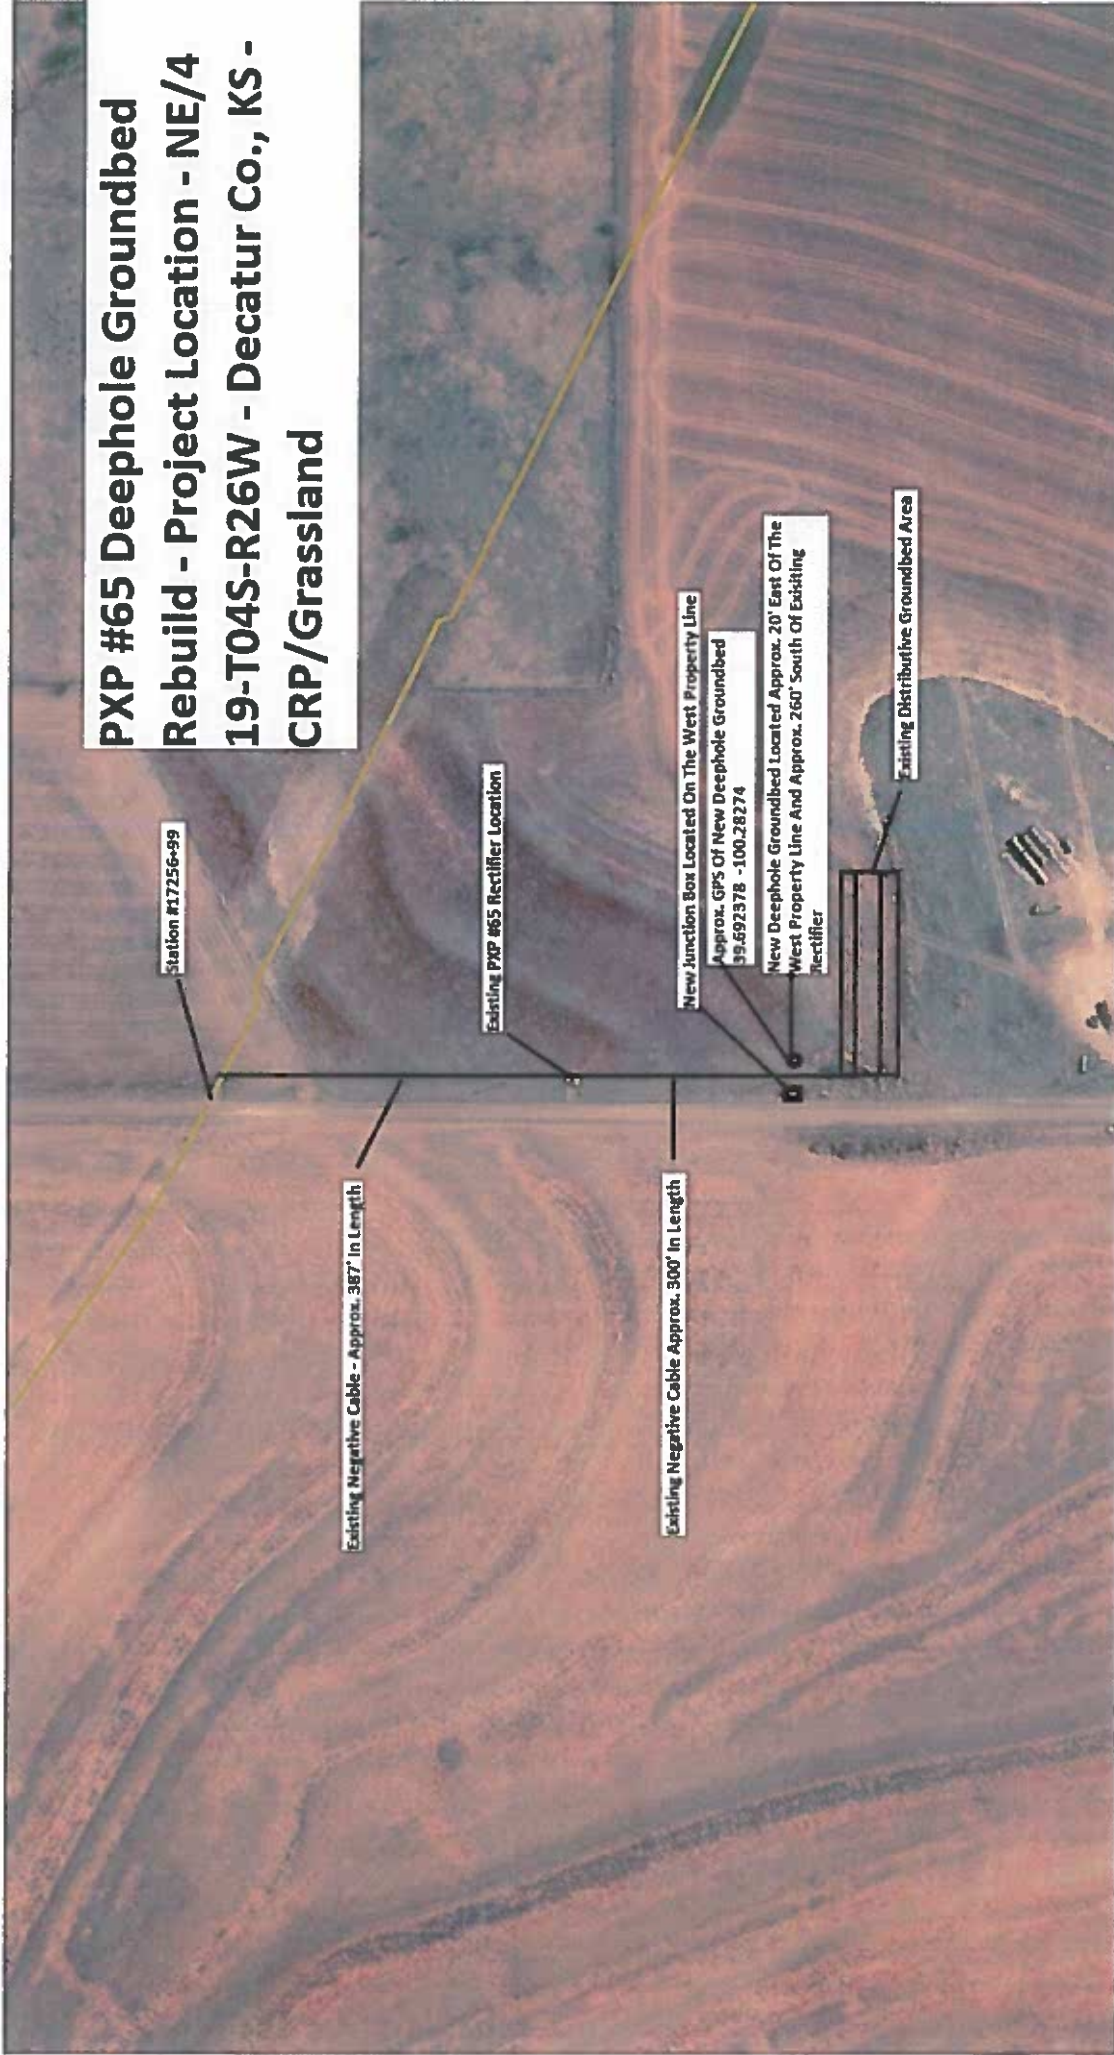 PXP #65 Deephole Groundbed
Rebuild - Project Location - NE/4
19-T04S-R26W - Decatur Co., KS -
CRP/Grassland
Station #17256+99
Existing PXP #65 Rectifier Location
Existing Negative Cable - Approx. 387' In Length
New Junction Box Located On The West Property Line
Approx. GPS Of New Deephole Groundbed
39.692378 -100.28274
New Deephole Groundbed Located Approx. 20' East Of The
West Property Line And Approx. 260' South Of Exisiting
Rectifier
Existing Negative Cable Approx. 300' In Length
Existing Distributive Groundbed Area